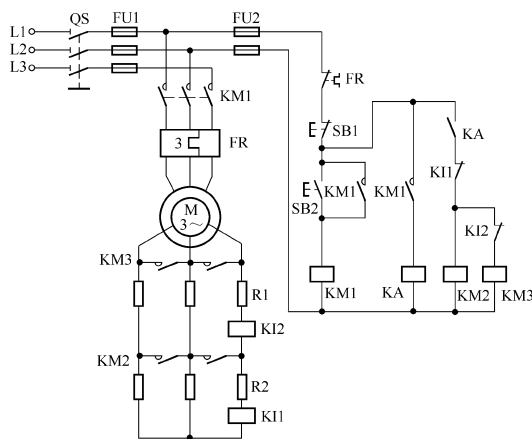 QS FU1 FU2
L1
L2
L3
KM1 FR
3 FR SB1 KA
KM1 KM1 KI1
SB2
M
3~
KI2
KM3
R1 KM1 KA KM2 KM3
KI2
KM2
R2
KI1